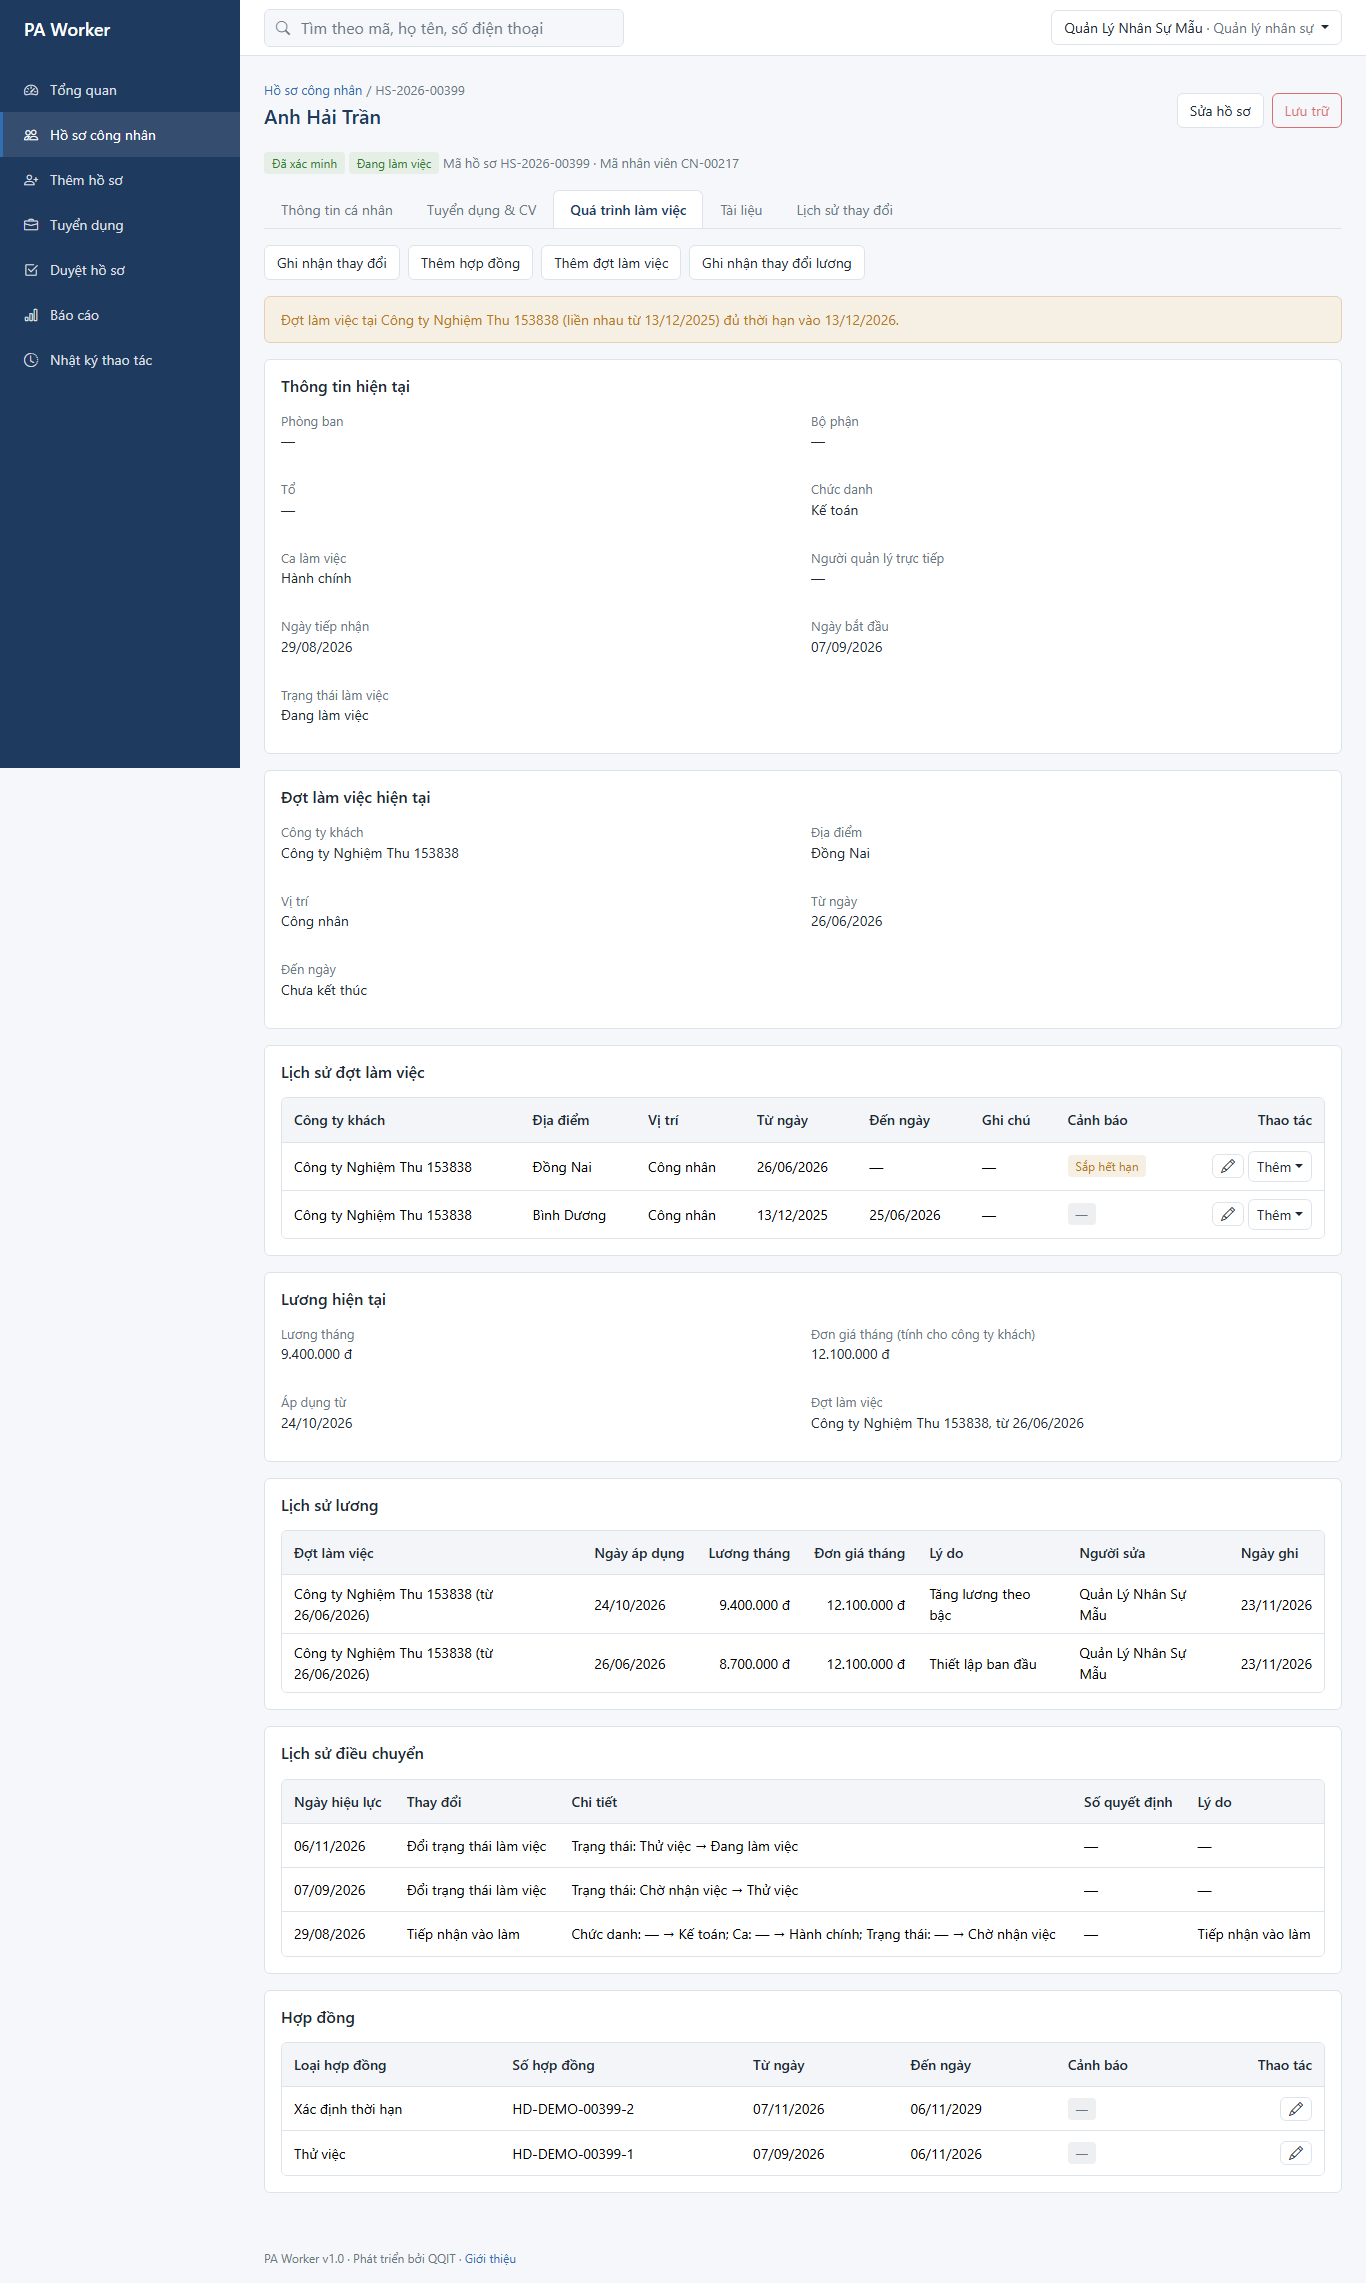 PA Worker
Tìm theo mã, họ tên, số điện thoại
Quản Lý Nhân Sự Mẫu · Quản lý nhân sự
Tổng quan
Hồ sơ công nhân
Thêm hồ sơ
Tuyển dụng
Duyệt hồ sơ
Báo cáo
Nhật ký thao tác
Hồ sơ công nhân / HS-2026-00399
Anh Hải Trần
Sửa hồ sơ Lưu trữ
Đã xác minh Đang làm việc Mã hồ sơ HS-2026-00399 · Mã nhân viên CN-00217
Thông tin cá nhân Tuyển dụng & CV Quá trình làm việc Tài liệu Lịch sử thay đổi
Ghi nhận thay đổi Thêm hợp đồng Thêm đợt làm việc Ghi nhận thay đổi lương
Đợt làm việc tại Công ty Nghiệm Thu 153838 (liền nhau từ 13/12/2025) đủ thời hạn vào 13/12/2026.
Thông tin hiện tại
Phòng ban Bộ phận
— —
Tổ Chức danh
— Kế toán
Ca làm việc Người quản lý trực tiếp
Hành chính —
Ngày tiếp nhận Ngày bắt đầu
29/08/2026 07/09/2026
Trạng thái làm việc
Đang làm việc
Đợt làm việc hiện tại
Công ty khách Địa điểm
Công ty Nghiệm Thu 153838 Đồng Nai
Vị trí Từ ngày
Công nhân 26/06/2026
Đến ngày
Chưa kết thúc
Lịch sử đợt làm việc
Công ty khách Địa điểm Vị trí Từ ngày Đến ngày Ghi chú Cảnh báo Thao tác
Công ty Nghiệm Thu 153838 Đồng Nai Công nhân 26/06/2026 — — Sắp hết hạn Thêm
Công ty Nghiệm Thu 153838 Bình Dương Công nhân 13/12/2025 25/06/2026 — — Thêm
Lương hiện tại
Lương tháng Đơn giá tháng (tính cho công ty khách)
9.400.000 đ 12.100.000 đ
Áp dụng từ Đợt làm việc
24/10/2026 Công ty Nghiệm Thu 153838, từ 26/06/2026
Lịch sử lương
Đợt làm việc Ngày áp dụng Lương tháng Đơn giá tháng Lý do Người sửa Ngày ghi
Công ty Nghiệm Thu 153838 (từ 26/06/2026) 24/10/2026 9.400.000 đ 12.100.000 đ Tăng lương theo bậc Quản Lý Nhân Sự Mẫu 23/11/2026
Công ty Nghiệm Thu 153838 (từ 26/06/2026) 26/06/2026 8.700.000 đ 12.100.000 đ Thiết lập ban đầu Quản Lý Nhân Sự Mẫu 23/11/2026
Lịch sử điều chuyển
Ngày hiệu lực Thay đổi Chi tiết Số quyết định Lý do
06/11/2026 Đổi trạng thái làm việc Trạng thái: Thử việc → Đang làm việc — —
07/09/2026 Đổi trạng thái làm việc Trạng thái: Chờ nhận việc → Thử việc — —
29/08/2026 Tiếp nhận vào làm Chức danh: — → Kế toán; Ca: — → Hành chính; Trạng thái: — → Chờ nhận việc — Tiếp nhận vào làm
Hợp đồng
Loại hợp đồng Số hợp đồng Từ ngày Đến ngày Cảnh báo Thao tác
Xác định thời hạn HD-DEMO-00399-2 07/11/2026 06/11/2029 —
Thử việc HD-DEMO-00399-1 07/09/2026 06/11/2026 —
PA Worker v1.0 · Phát triển bởi QQIT · Giới thiệu